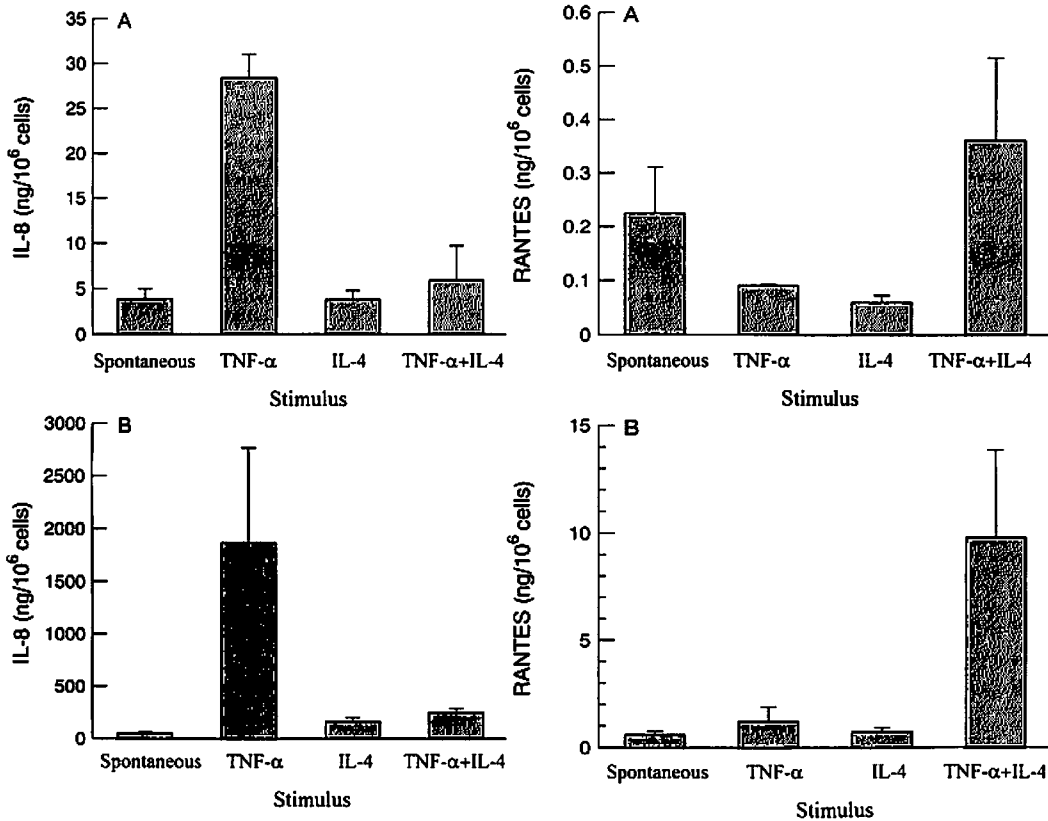 A
IL-8 (ng/10⁶ cells)
35
30
25
20
15
10
5
0
Spontaneous TNF-α IL-4 TNF-α+IL-4
Stimulus
A
RANTES (ng/10⁶ cells)
0.6
0.5
0.4
0.3
0.2
0.1
0
Spontaneous TNF-α IL-4 TNF-α+IL-4
Stimulus
B
IL-8 (ng/10⁶ cells)
3000
2500
2000
1500
1000
500
0
Spontaneous TNF-α IL-4 TNF-α+IL-4
Stimulus
B
RANTES (ng/10⁶ cells)
15
10
5
0
Spontaneous TNF-α IL-4 TNF-α+IL-4
Stimulus